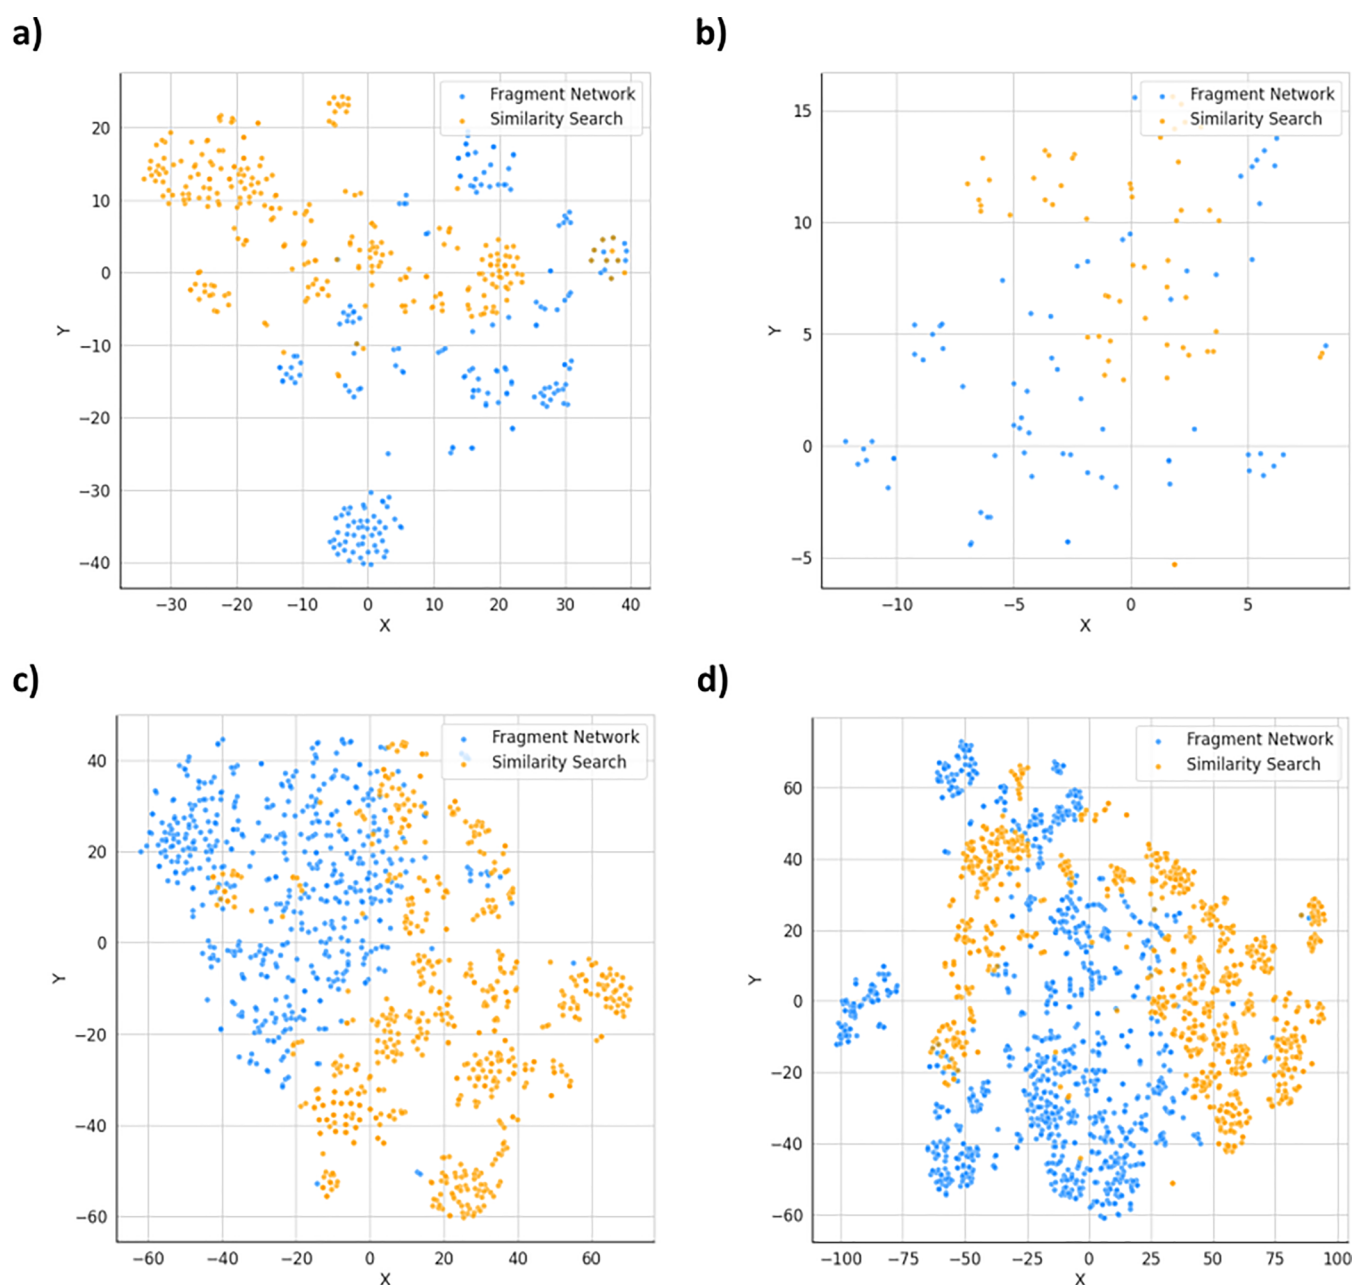 a)
b)
Fragment Network
Similarity Search
Fragment Network
Similarity Search
20
10
0
−10
−20
−30
−40
Y
−30 −20 −10 0 10 20 30 40
X
15
10
5
0
−5
Y
−10 −5 0 5
X
c)
d)
Fragment Network
Similarity Search
Fragment Network
Similarity Search
40
20
0
−20
−40
−60
Y
−60 −40 −20 0 20 40 60
X
60
40
20
0
−20
−40
−60
Y
−100 −75 −50 −25 0 25 50 75 100
X